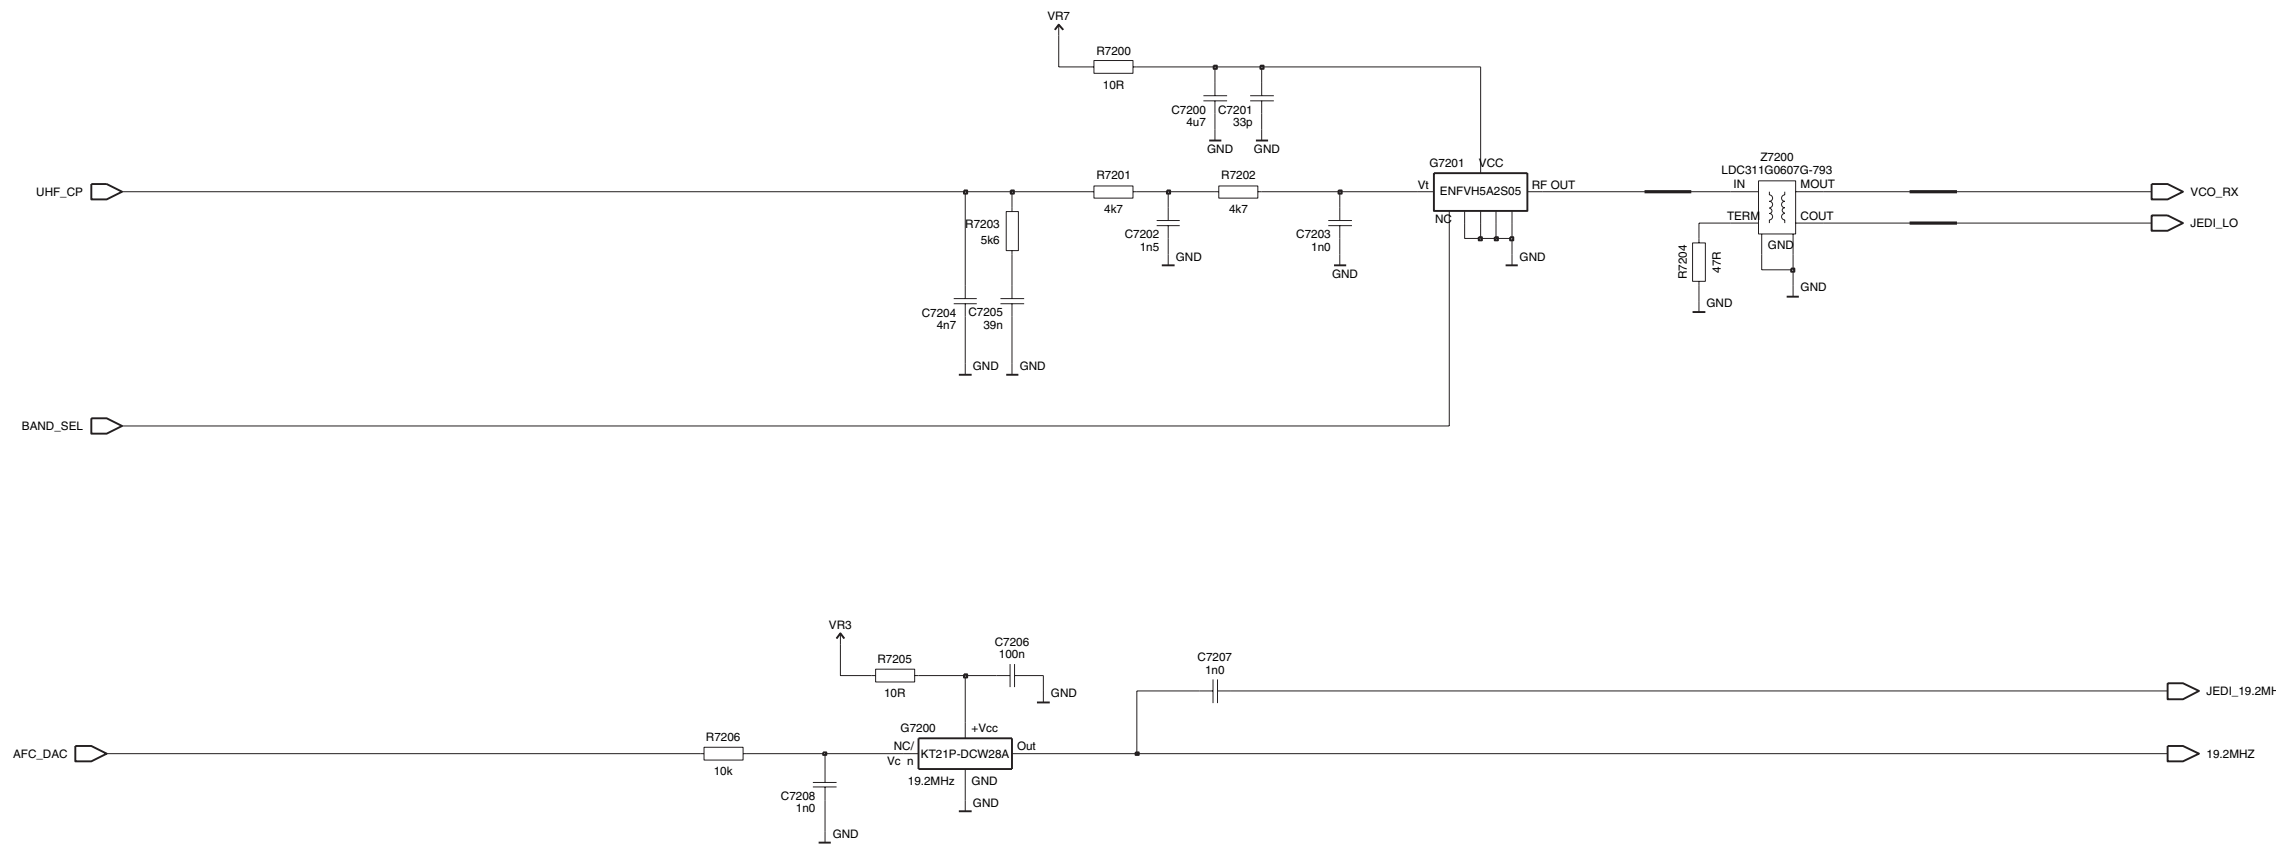 VR7
R7200
10R
C7200
4u7
C7201
33p
GND
GND
UHF_CP
R7201
4k7
R7202
4k7
R7203
5k6
C7202
1n5
GND
C7203
1n0
GND
C7204
4n7
C7205
39n
GND
GND
G7201
VCC
Vt
ENFVH5A2S05
RF OUT
NC
GND
Z7200
LDC311G0607G-793
IN
MOUT
TERM
COUT
GND
GND
R7204
47R
GND
VCO_RX
JEDI_LO
BAND_SEL
VR3
R7205
10R
C7206
100n
GND
C7207
1n0
JEDI_19.2MH
G7200
+Vcc
AFC_DAC
R7206
10k
NC/
Vc n
KT21P-DCW28A
Out
19.2MHz
GND
GND
C7208
1n0
GND
19.2MHZ